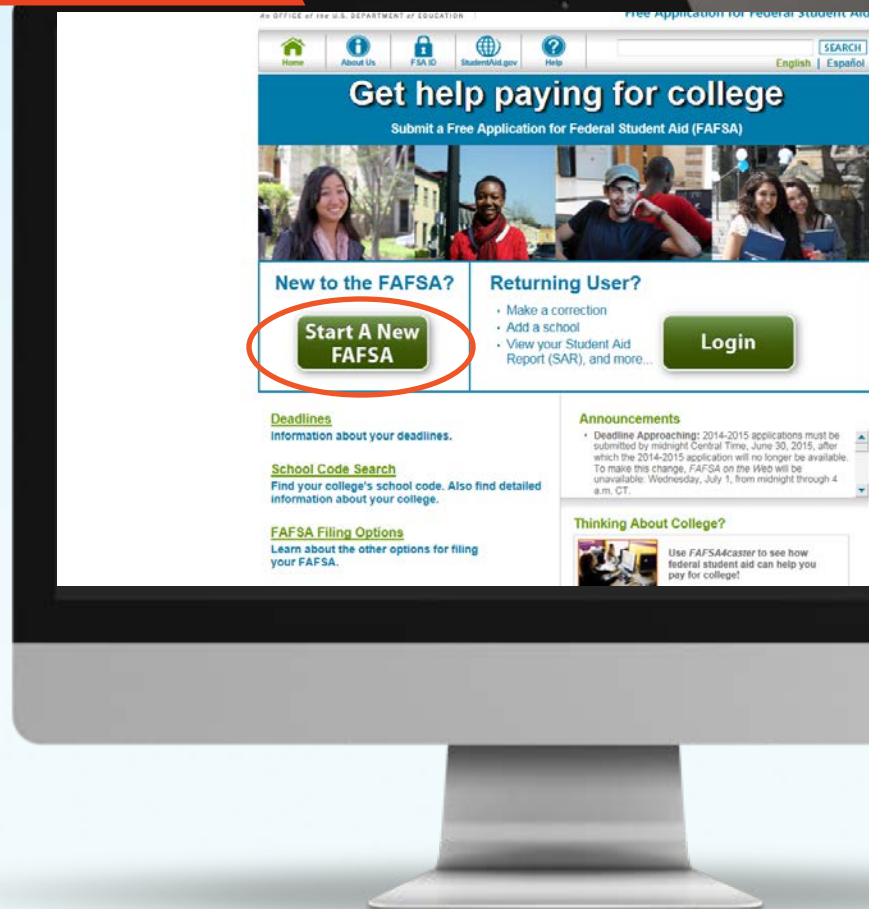 An OFFICE of the U.S. DEPARTMENT of EDUCATION
Free Application for Federal Student Aid
Home
About Us
FSA ID
StudentAid.gov
Help
SEARCH
English | Español
Get help paying for college
Submit a Free Application for Federal Student Aid (FAFSA)
New to the FAFSA?
Start A New
FAFSA
Returning User?
· Make a correction
· Add a school
· View your Student Aid
Report (SAR), and more...
Login
Deadlines
Information about your deadlines.
School Code Search
Find your college's school code. Also find detailed
information about your college.
FAFSA Filing Options
Learn about the other options for filing
your FAFSA.
Announcements
· Deadline Approaching: 2014-2015 applications must be
submitted by midnight Central Time, June 30, 2015, after
which the 2014-2015 application will no longer be available.
To make this change, FAFSA on the Web will be
unavailable: Wednesday, July 1, from midnight through 4
a.m. CT.
Thinking About College?
Use FAFSA4caster to see how
federal student aid can help you
pay for college!